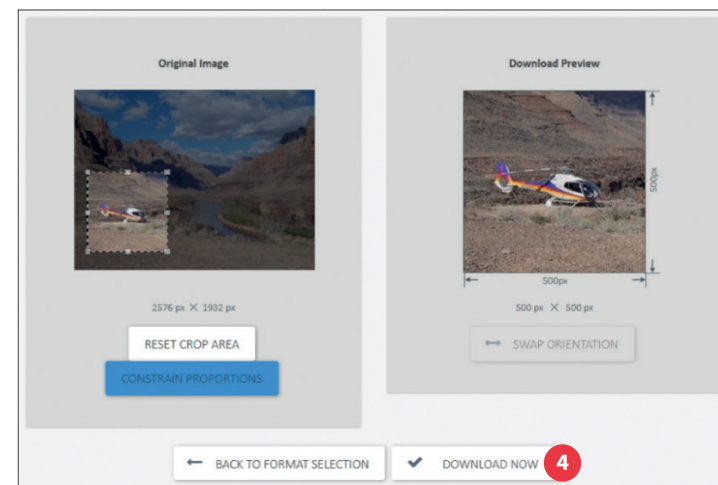 Original Image
2576 px × 1932 px
RESET CROP AREA
CONSTRAIN PROPORTIONS
Download Preview
500px
500px
500 px × 500 px
SWAP ORIENTATION
BACK TO FORMAT SELECTION
DOWNLOAD NOW
4